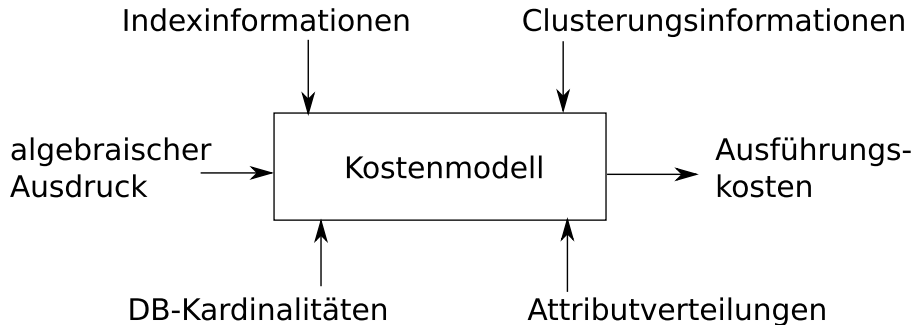 Indexinformationen
Clusterungsinformationen
algebraischer
Ausdruck
Kostenmodell
Ausführungs-
kosten
DB-Kardinalitäten
Attributverteilungen